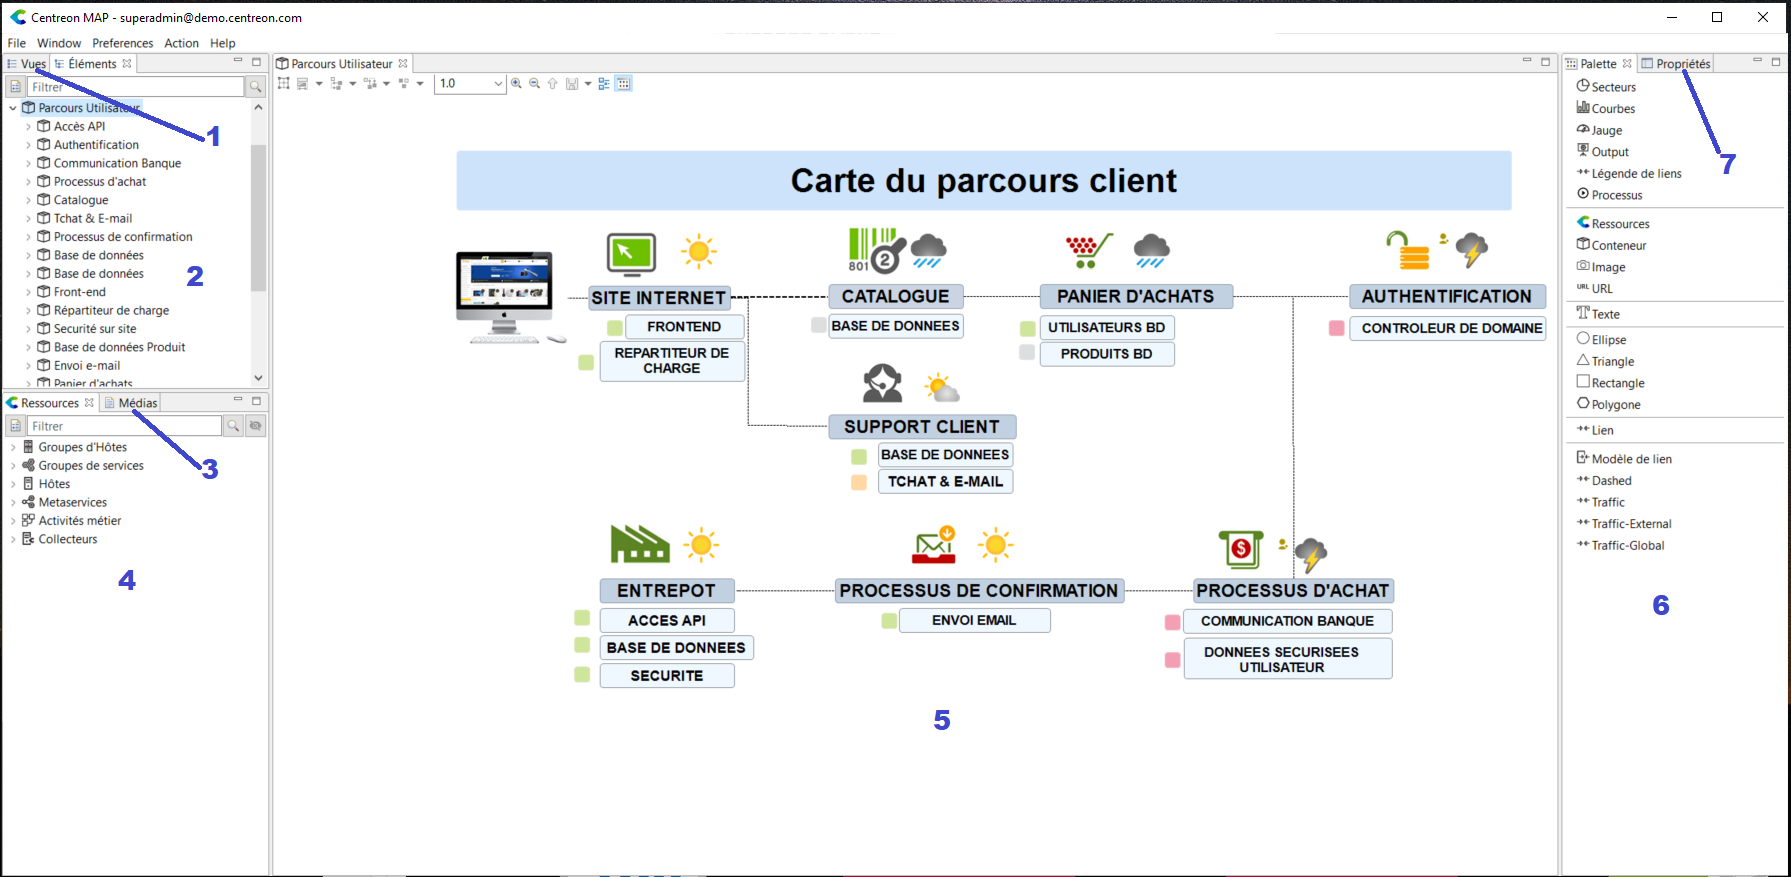 Centreon MAP - superadmin@demo.centreon.com
File Window Preferences Action Help
Vues Éléments
Filtrer
Parcours Utilisateur
Accès API
Authentification
Communication Banque
Processus d'achat
Catalogue
Tchat & E-mail
Processus de confirmation
Base de données
Base de données
Front-end
Répartiteur de charge
Securité sur site
Base de données Produit
Envoi e-mail
Panier d'achats
1
2
Ressources Médias
Filtrer
Groupes d'Hôtes
Groupes de services
Hôtes
Metaservices
Activités métier
Collecteurs
3
4
Parcours Utilisateur
1.0
Carte du parcours client
SITE INTERNET
FRONTEND
REPARTITEUR DE
CHARGE
801 2
CATALOGUE
BASE DE DONNEES
PANIER D'ACHATS
UTILISATEURS BD
PRODUITS BD
AUTHENTIFICATION
CONTROLEUR DE DOMAINE
SUPPORT CLIENT
BASE DE DONNEES
TCHAT & E-MAIL
ENTREPOT
ACCES API
BASE DE DONNEES
SECURITE
PROCESSUS DE CONFIRMATION
ENVOI EMAIL
$
PROCESSUS D'ACHAT
COMMUNICATION BANQUE
DONNEES SECURISEES
UTILISATEUR
5
Palette Propriétés
Secteurs
Courbes
Jauge
Output
Légende de liens
Processus
Ressources
Conteneur
Image
URL URL
Texte
Ellipse
Triangle
Rectangle
Polygone
Lien
Modèle de lien
Dashed
Traffic
Traffic-External
Traffic-Global
7
6